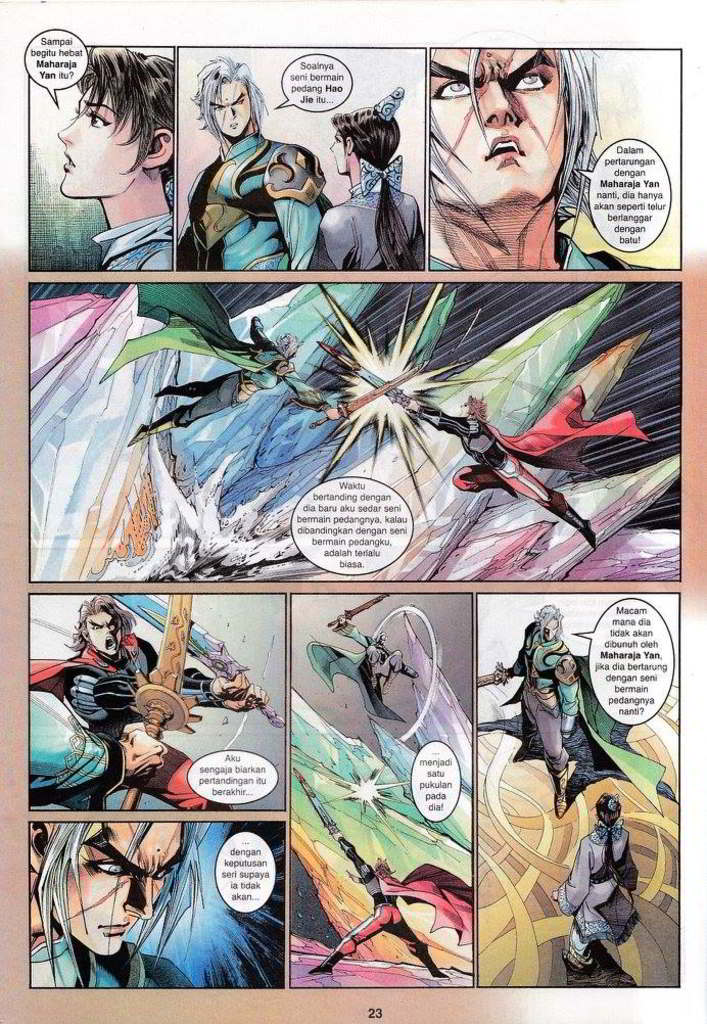 Sampai
begitu hebat
Maharaja
Yan itu?
Soalnya
seni bermain
pedang Hao
Jie itu...
Dalam
pertarungan
dengan
Maharaja Yan
nanti, dia hanya
akan seperti telur
berlanggar
dengan
batu!
Waktu
bertanding dengan
dia baru aku sedar seni
bermain pedangnya, kalau
dibandingkan dengan seni
bermain pedangku,
adalah terlalu
biasa.
Aku
sengaja biarkan
pertandingan itu
berakhir...
...
dengan
keputusan
seri supaya
ia tidak
akan...
...
menjadi
satu
pukulan
pada
dia!
Macam
mana dia
tidak akan
dibunuh oleh
Maharaja Yan,
jika dia bertarung
dengan seni
bermain
pedangnya
nanti?
23